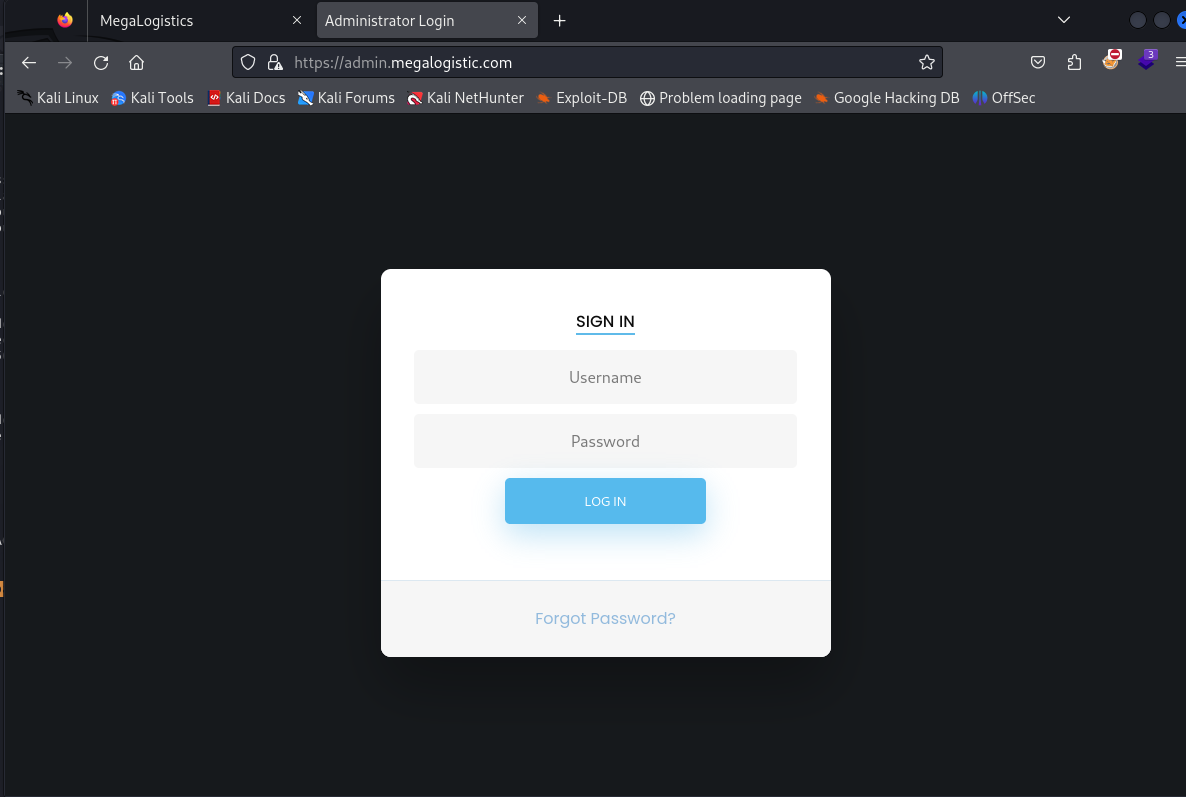 MegaLogistics
Administrator Login
https://admin.megalogistic.com
3
Kali Linux Kali Tools Kali Docs Kali Forums Kali NetHunter Exploit-DB Problem loading page Google Hacking DB OffSec
SIGN IN
Username
Password
LOG IN
Forgot Password?